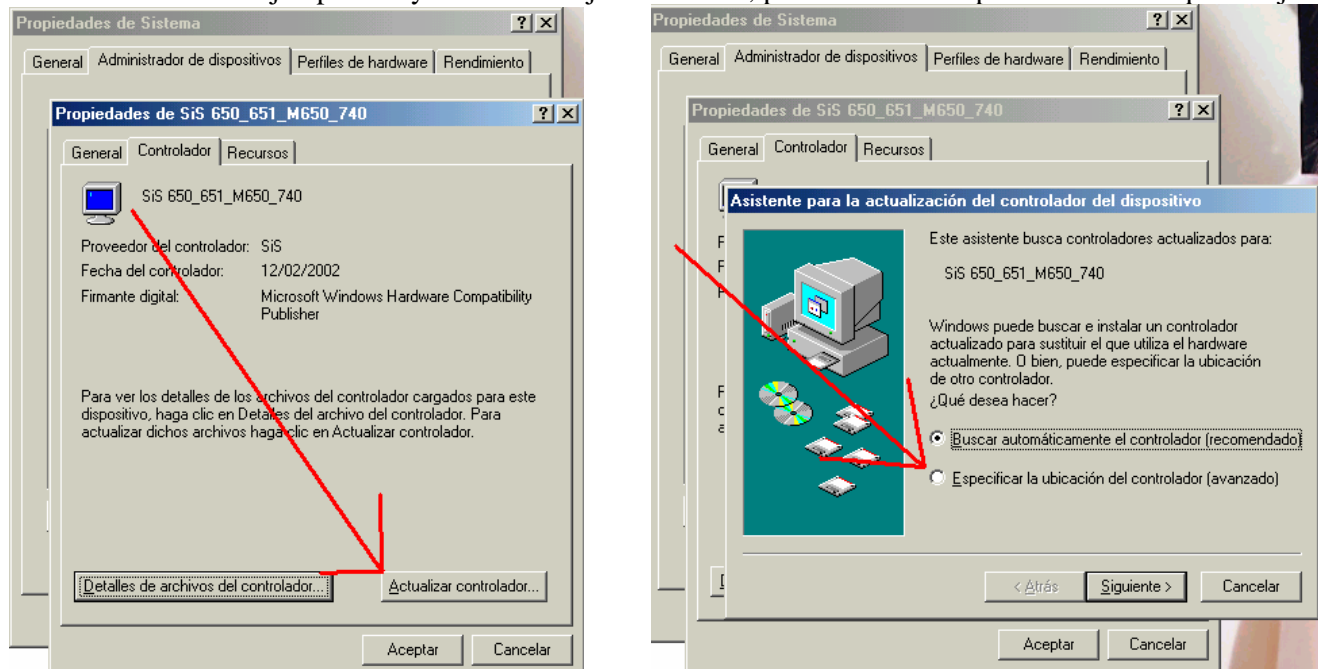 Propiedades de Sistema
General Administrador de dispositivos Perfiles de hardware Rendimiento
Propiedades de SiS 650_651_M650_740
General Controlador Recursos
SiS 650_651_M650_740
Proveedor del controlador: SiS
Fecha del controlador: 12/02/2002
Firmante digital: Microsoft Windows Hardware Compatibility
Publisher
Para ver los detalles de los archivos del controlador cargados para este
dispositivo, haga clic en Detalles del archivo del controlador. Para
actualizar dichos archivos haga clic en Actualizar controlador.
Detalles de archivos del controlador... Actualizar controlador...
Aceptar Cancelar
Propiedades de Sistema
General Administrador de dispositivos Perfiles de hardware Rendimiento
Propiedades de SiS 650_651_M650_740
General Controlador Recursos
Asistente para la actualización del controlador del dispositivo
Este asistente busca controladores actualizados para:
SiS 650_651_M650_740
Windows puede buscar e instalar un controlador
actualizado para sustituir el que utiliza el hardware
actualmente. O bien, puede especificar la ubicación
de otro controlador.
¿Qué desea hacer?
Buscar automáticamente el controlador (recomendado)
Especificar la ubicación del controlador (avanzado)
< Atrás Siguiente > Cancelar
Aceptar Cancelar